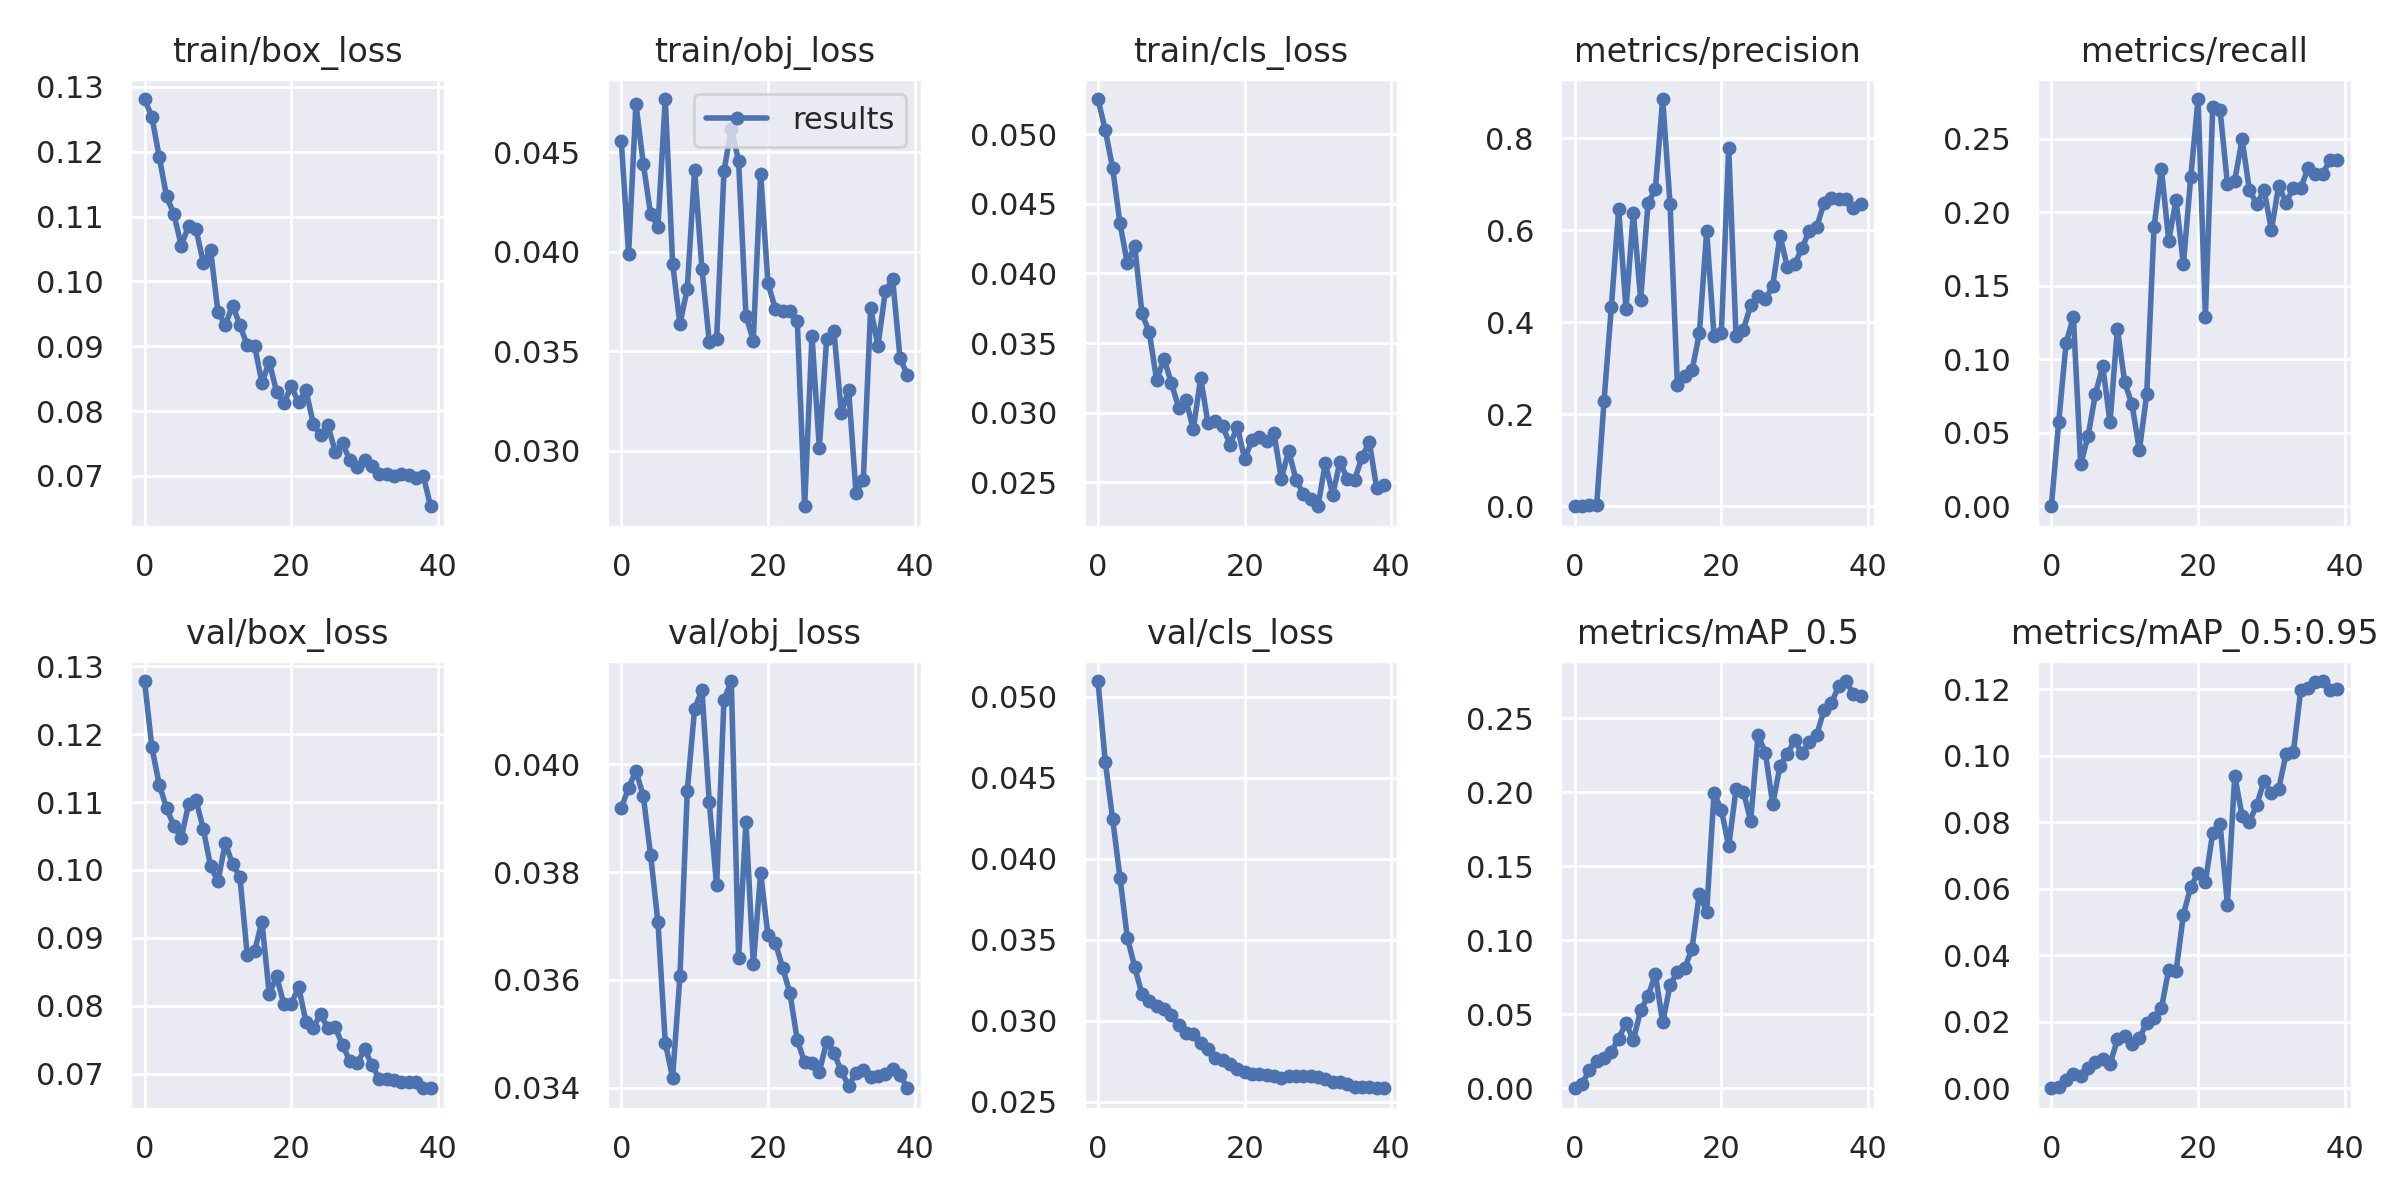 train/box_loss
0.13
0.12
0.11
0.10
0.09
0.08
0.07
0 20 40
train/obj_loss
results
0.045
0.040
0.035
0.030
0 20 40
train/cls_loss
0.050
0.045
0.040
0.035
0.030
0.025
0 20 40
metrics/precision
0.8
0.6
0.4
0.2
0.0
0 20 40
metrics/recall
0.25
0.20
0.15
0.10
0.05
0.00
0 20 40
val/box_loss
0.13
0.12
0.11
0.10
0.09
0.08
0.07
0 20 40
val/obj_loss
0.040
0.038
0.036
0.034
0 20 40
val/cls_loss
0.050
0.045
0.040
0.035
0.030
0.025
0 20 40
metrics/mAP_0.5
0.25
0.20
0.15
0.10
0.05
0.00
0 20 40
metrics/mAP_0.5:0.95
0.12
0.10
0.08
0.06
0.04
0.02
0.00
0 20 40